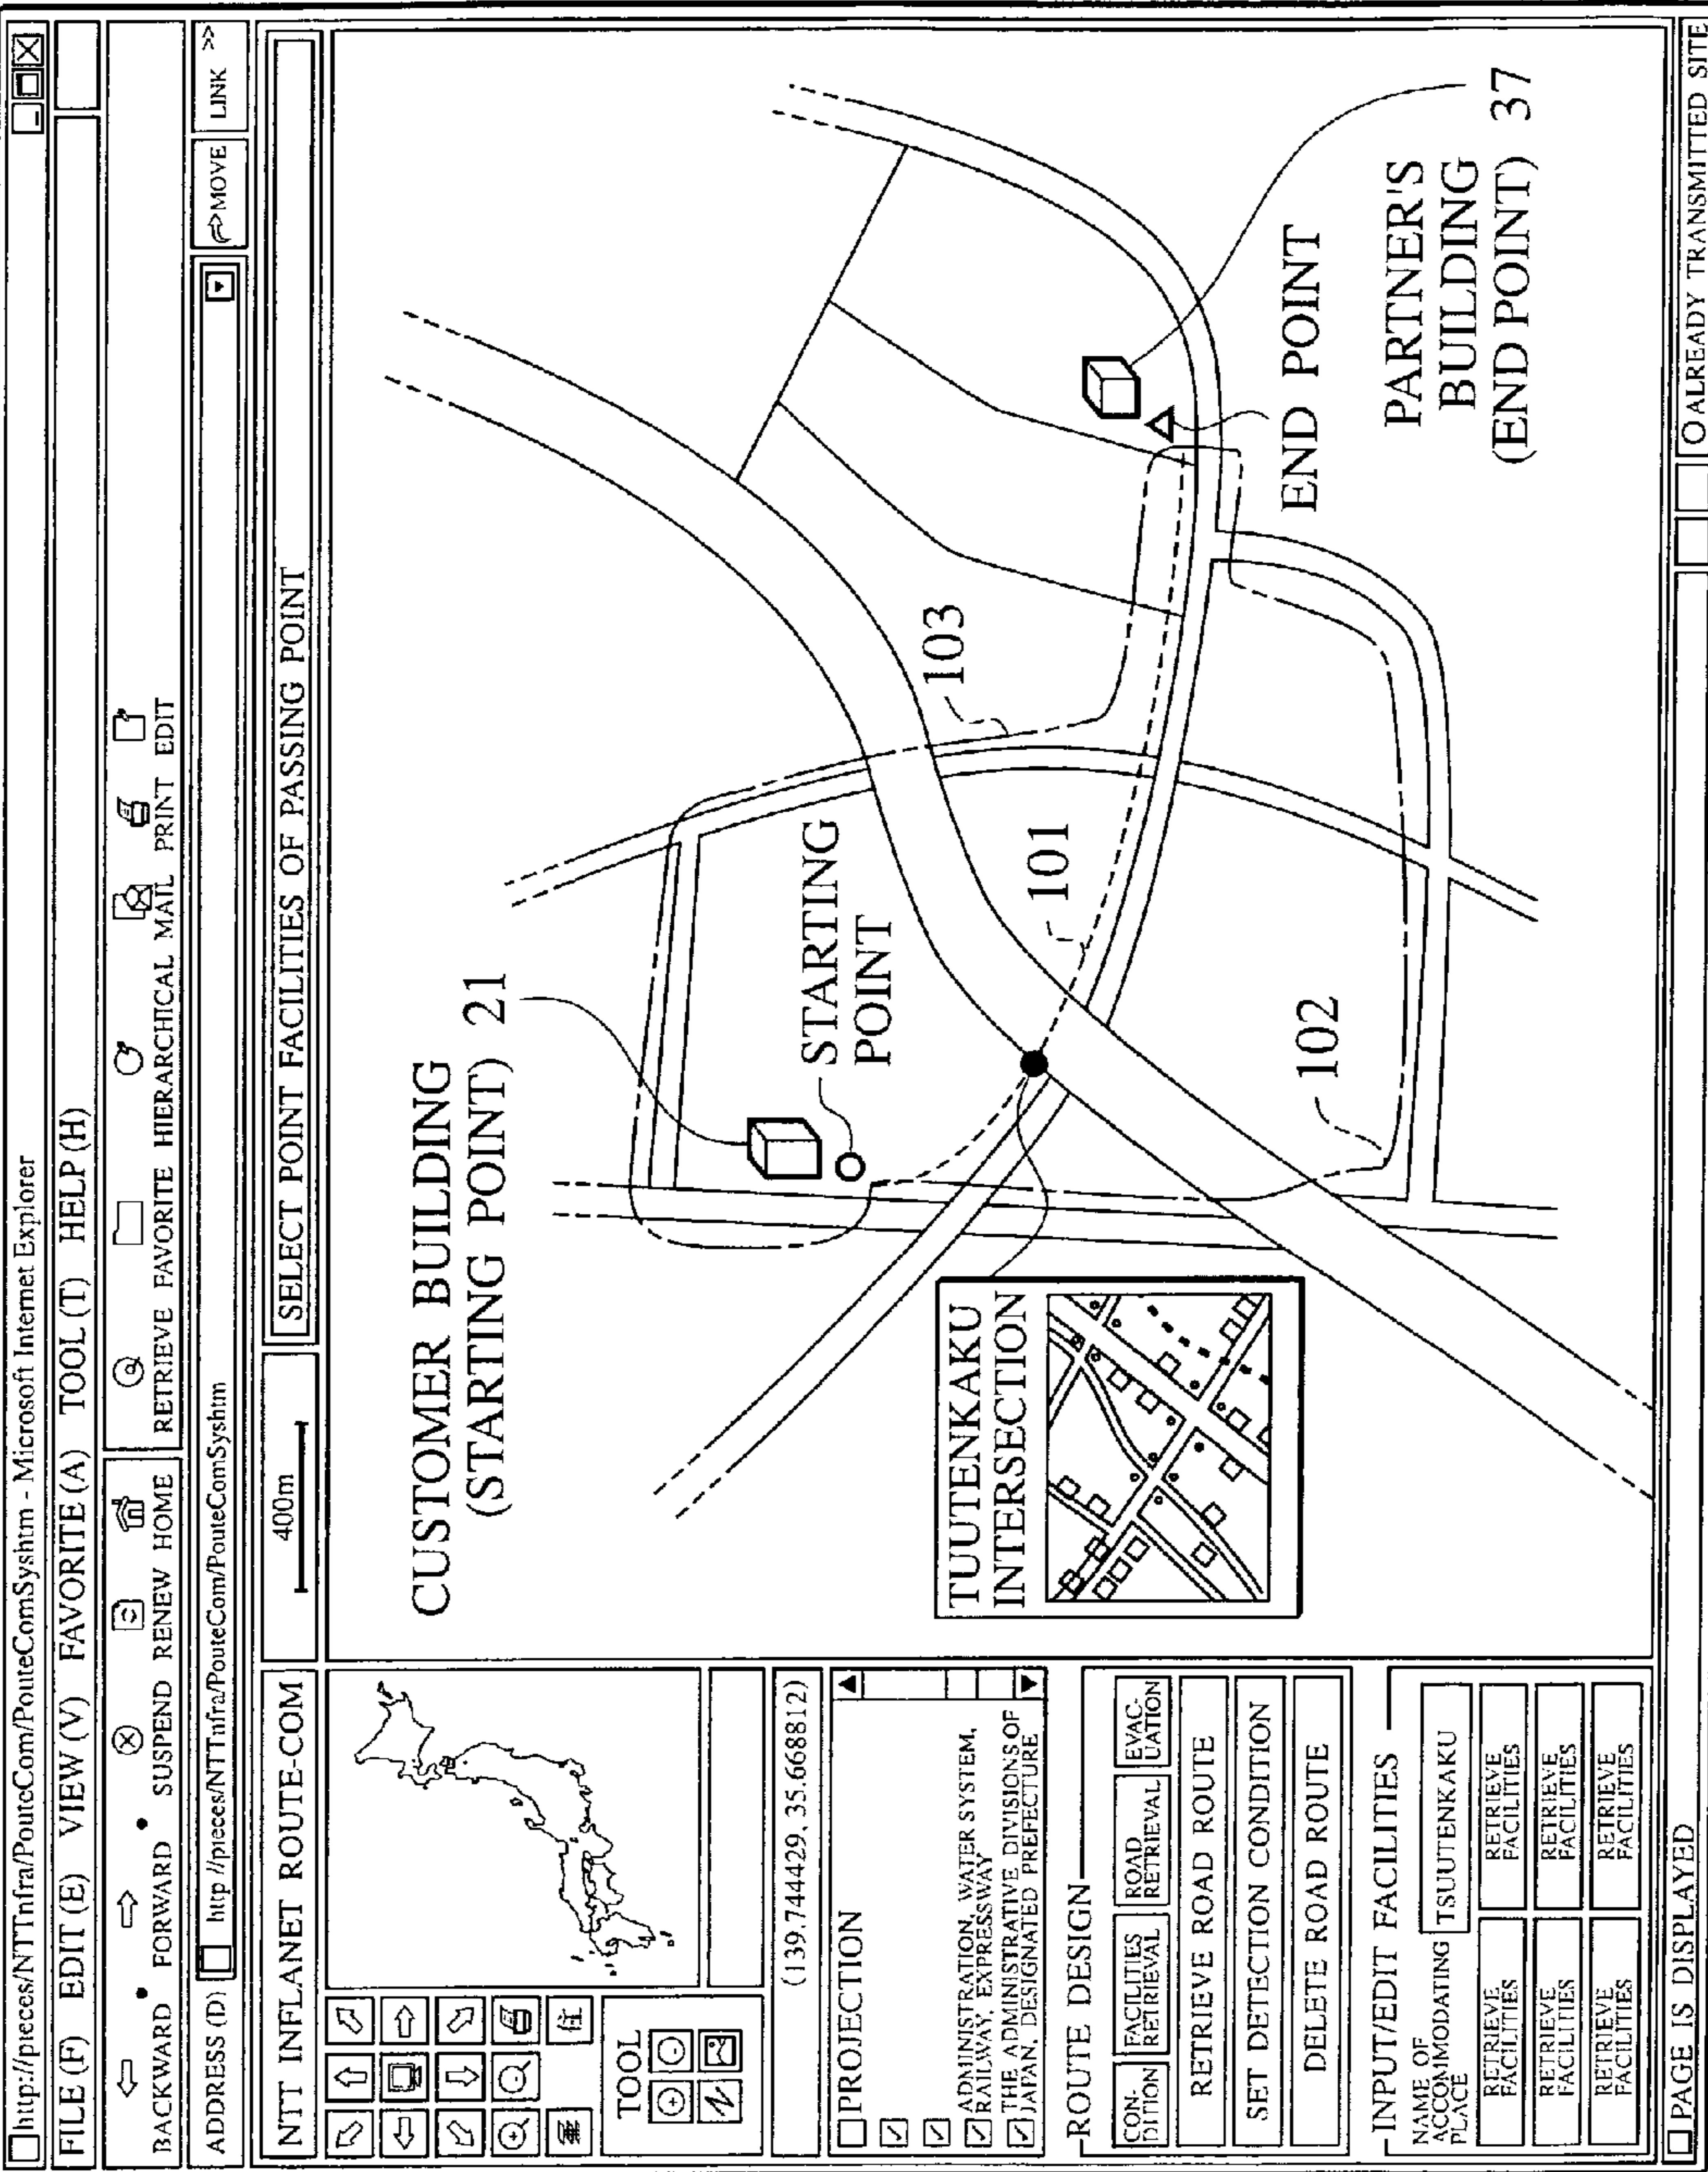 http://pieces/NTTnfra/PoutcCom/PouteComSyshtm - Microsoft Internet Explorer
FILE (F) EDIT (E) VIEW (V) FAVORITE (A) TOOL (T) HELP (H)
BACKWARD FORWARD SUSPEND RENEW HOME RETRIEVE FAVORITE HIERARCHICAL MAIL PRINT EDIT
ADDRESS (D) http //pieces/NTTnfra/PouteCom/PouteComSyshtm MOVE LINK >>
NTT INFLANET ROUTE-COM
400m
SELECT POINT FACILITIES OF PASSING POINT
TOOL
(139.744429, 35.668812)
PROJECTION
ADMINISTRATION, WATER SYSTEM,
RAILWAY, EXPRESSWAY
THE ADMINISTRATIVE DIVISIONS OF
JAPAN, DESIGNATED PREFECTURE
ROUTE DESIGN
CON-
DITION
FACILITIES
RETRIEVAL
ROAD
RETRIEVAL
EVAC-
UATION
RETRIEVE ROAD ROUTE
SET DETECTION CONDITION
DELETE ROAD ROUTE
INPUT/EDIT FACILITIES
NAME OF
ACCOMMODATING
PLACE
TSUUTENKAKU
RETRIEVE
FACILITIES
RETRIEVE
FACILITIES
RETRIEVE
FACILITIES
RETRIEVE
FACILITIES
RETRIEVE
FACILITIES
RETRIEVE
FACILITIES
CUSTOMER BUILDING
(STARTING POINT) 21
STARTING
POINT
103
101
102
TUUTENKAKU
INTERSECTION
END POINT
PARTNER'S
BUILDING
(END POINT) 37
PAGE IS DISPLAYED
ALREADY TRANSMITTED SITE